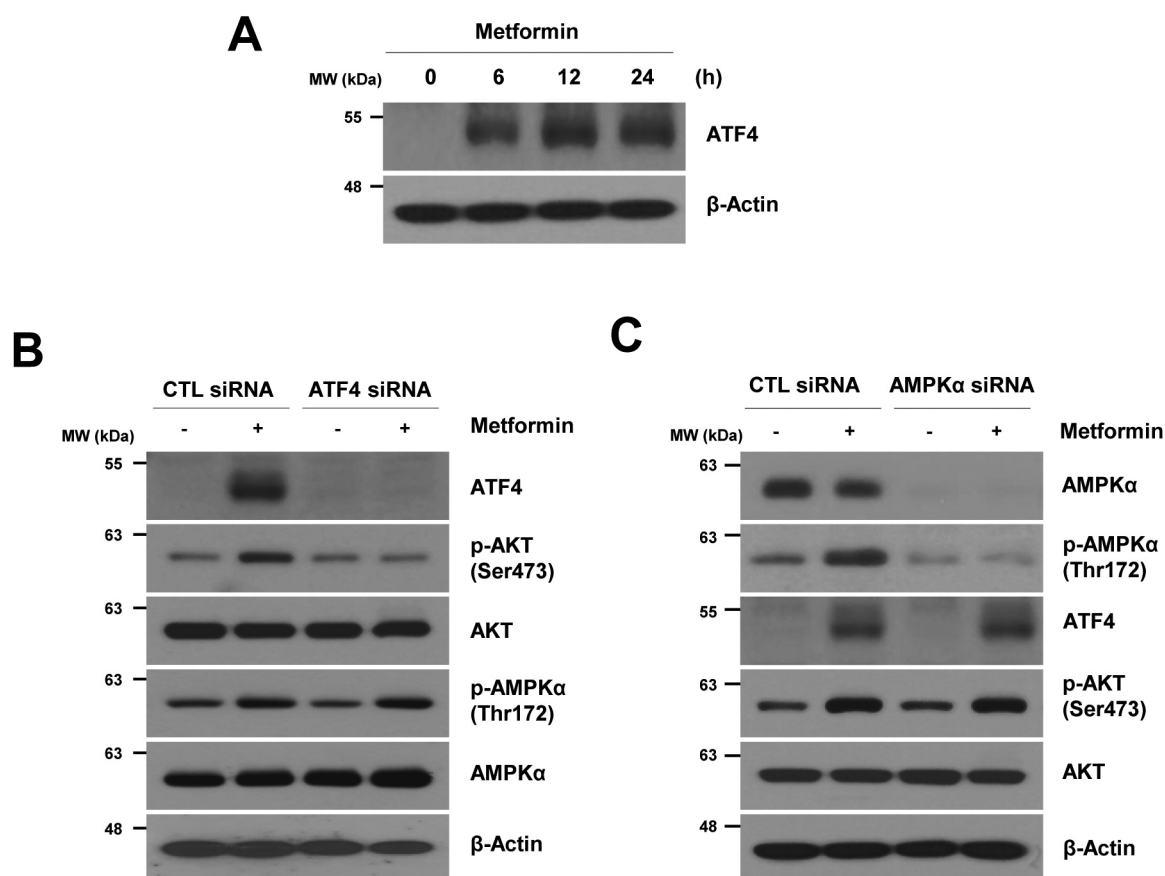 A
Metformin
MW (kDa) 0 6 12 24 (h)
55
ATF4
48
β-Actin
B
CTL siRNA ATF4 siRNA
MW (kDa) - + - + Metformin
55
ATF4
63
p-AKT
(Ser473)
63
AKT
63
p-AMPKα
(Thr172)
63
AMPKα
48
β-Actin
C
CTL siRNA AMPKα siRNA
MW (kDa) - + - + Metformin
63
AMPKα
63
p-AMPKα
(Thr172)
55
ATF4
63
p-AKT
(Ser473)
63
AKT
48
β-Actin